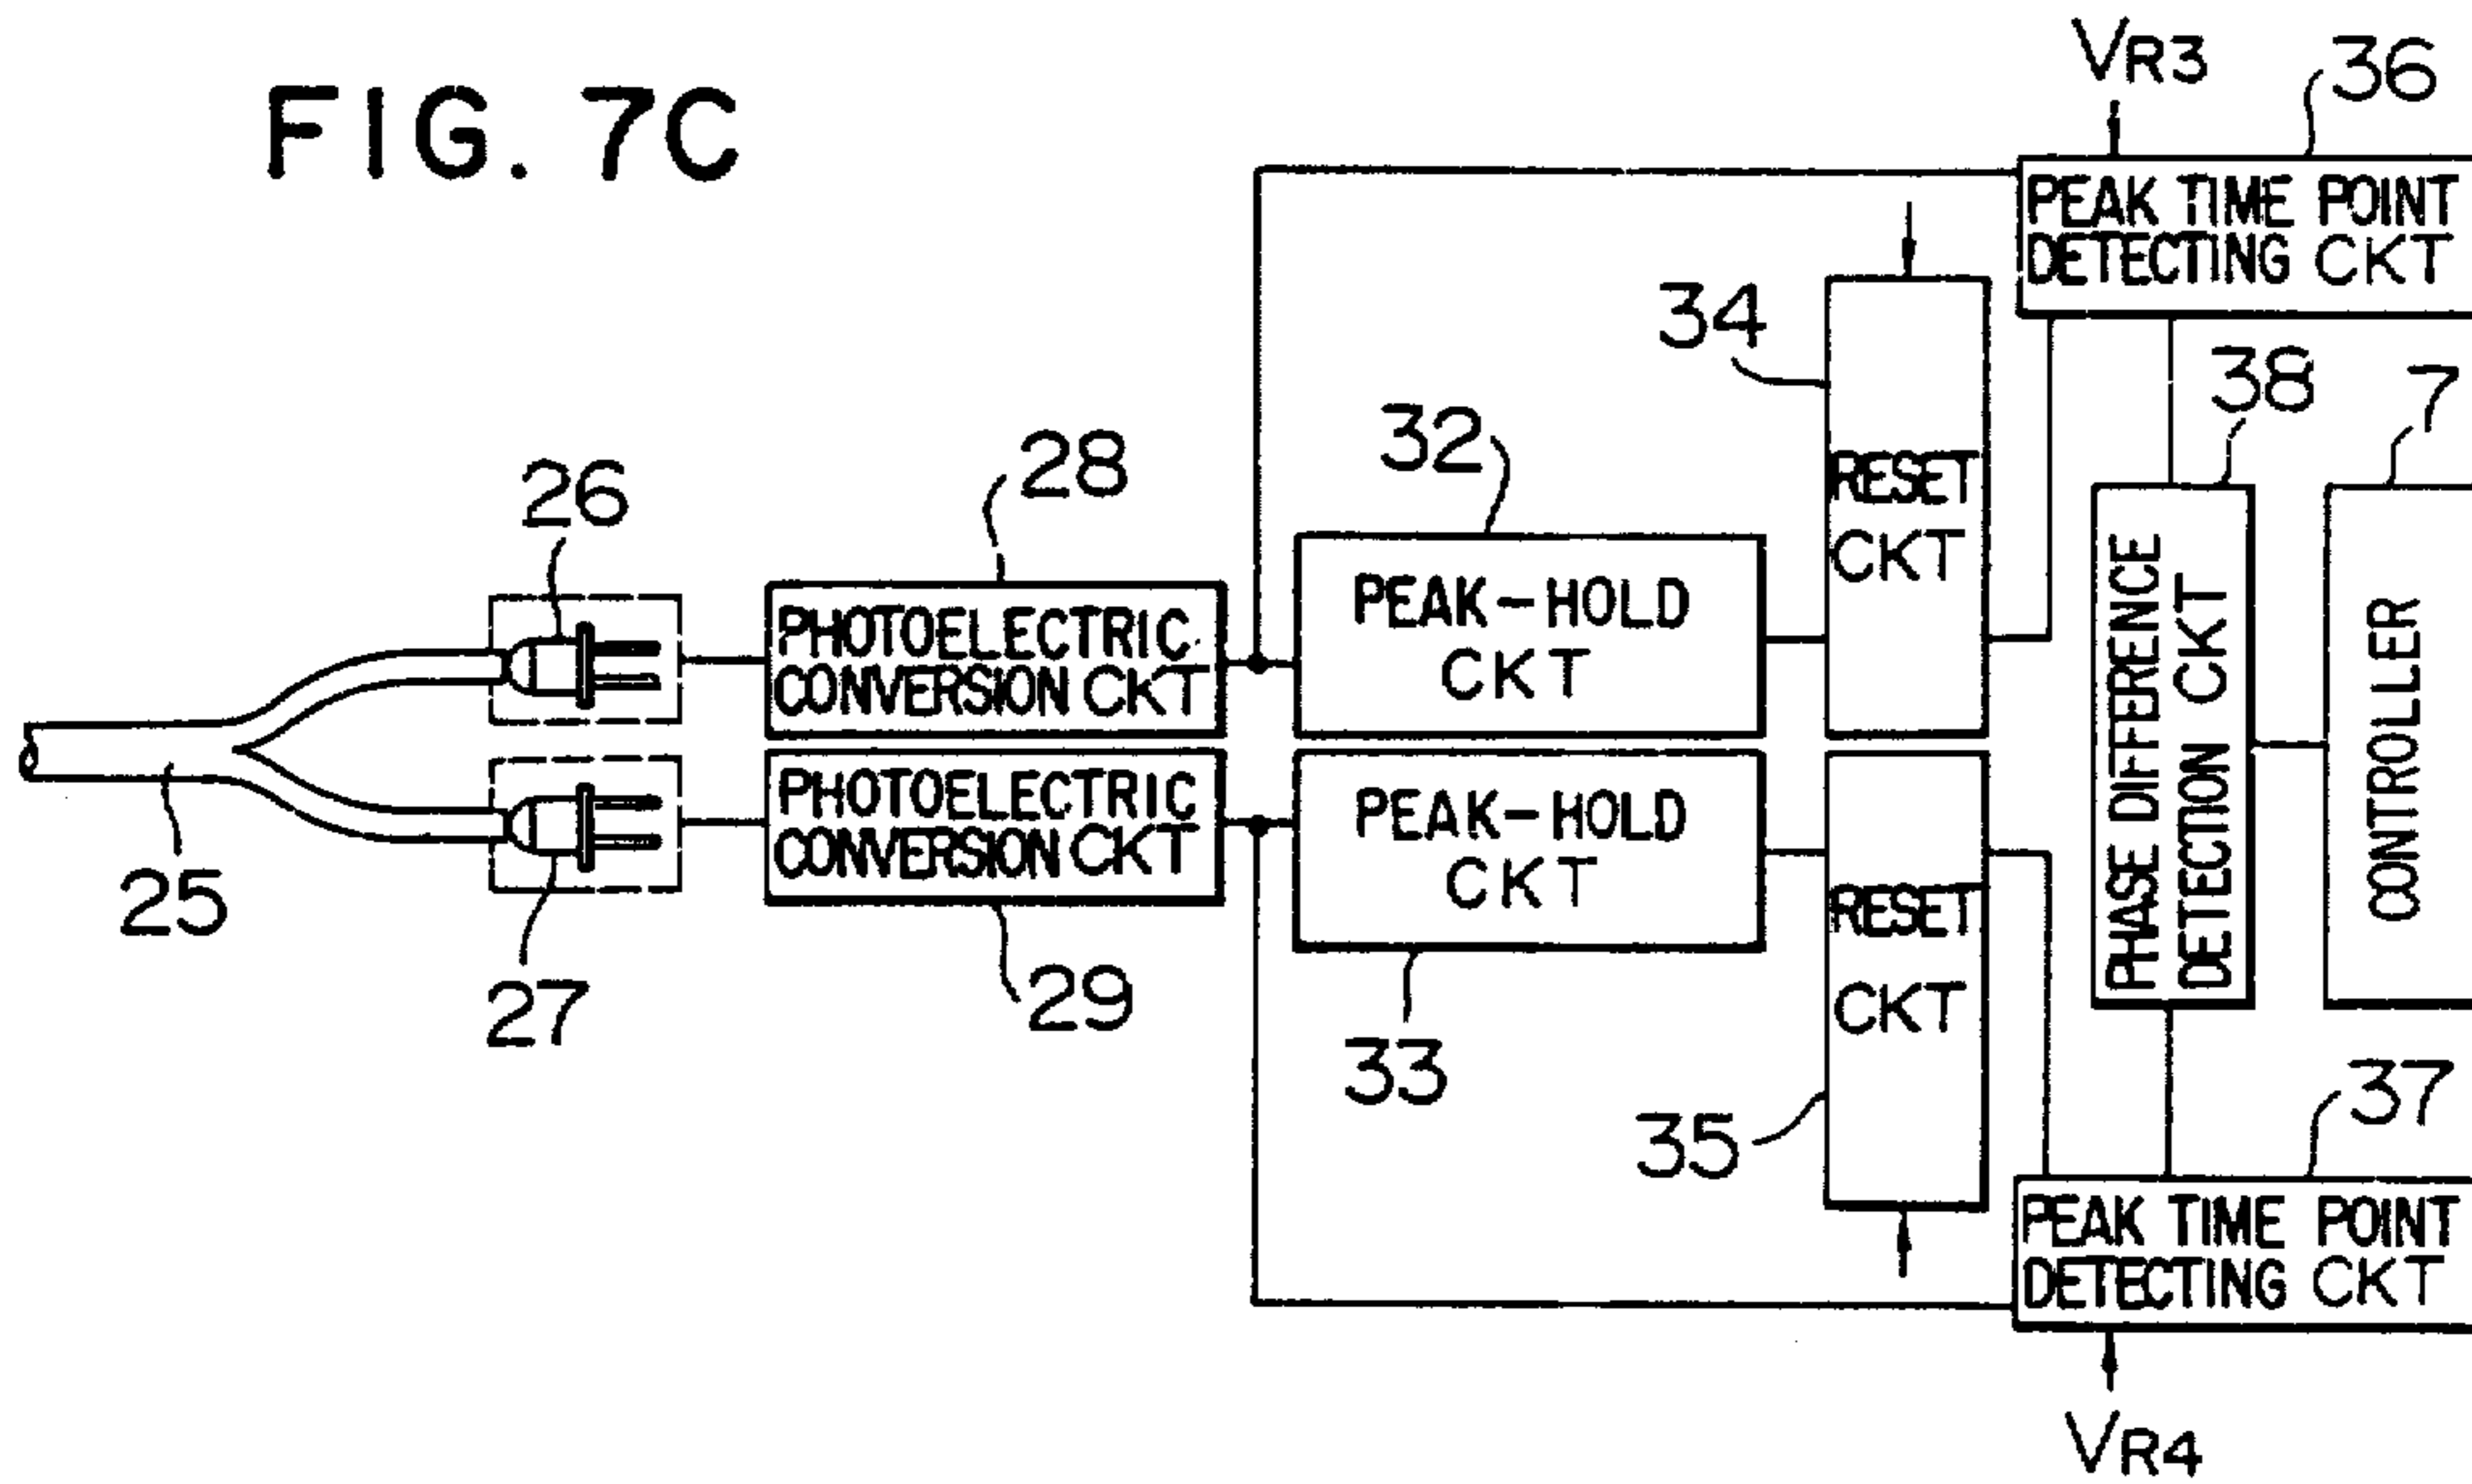 FIG. 7C
VR3
36
PEAK TIME POINT
DETECTING CKT
34
38
7
32
28
26
RESET
CKT
PEAK-HOLD
CKT
PHOTOELECTRIC
CONVERSION CKT
PHASE DIFFERENCE
DETECTION CKT
CONTROLLER
PHOTOELECTRIC
CONVERSION CKT
PEAK-HOLD
CKT
RESET
CKT
25
27
29
33
35
37
PEAK TIME POINT
DETECTING CKT
VR4